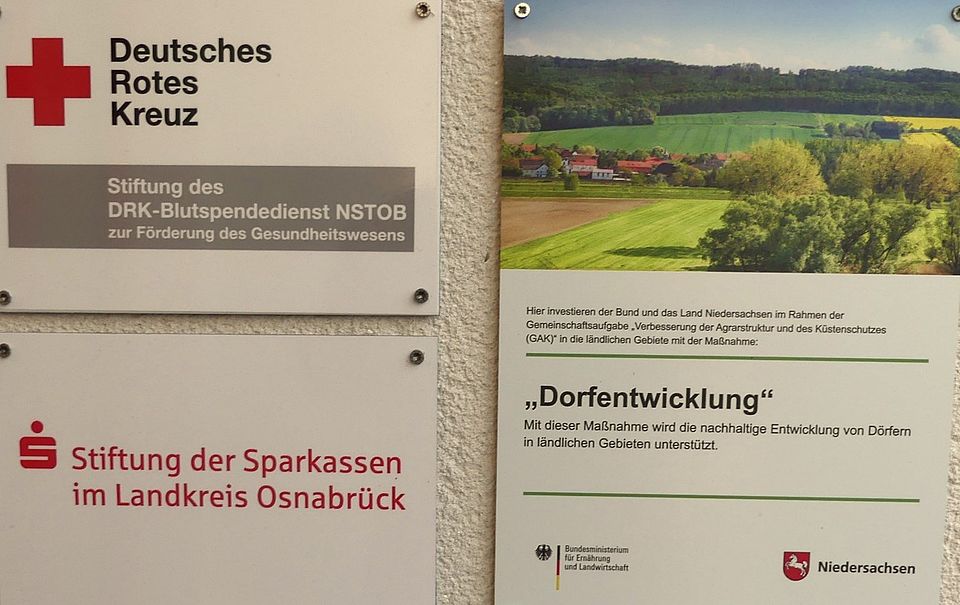 Deutsches
Rotes
Kreuz
Stiftung des
DRK-Blutspendedienst NSTOB
zur Förderung des Gesundheitswesens
Stiftung der Sparkassen
im Landkreis Osnabrück
Hier investieren der Bund und das Land Niedersachsen im Rahmen der
Gemeinschaftsaufgabe „Verbesserung der Agrarstruktur und des Küstenschutzes
(GAK)“ in die ländlichen Gebiete mit der Maßnahme:
„Dorfentwicklung“
Mit dieser Maßnahme wird die nachhaltige Entwicklung von Dörfern
in ländlichen Gebieten unterstützt.
Bundesministerium
für Ernährung
und Landwirtschaft
Niedersachsen